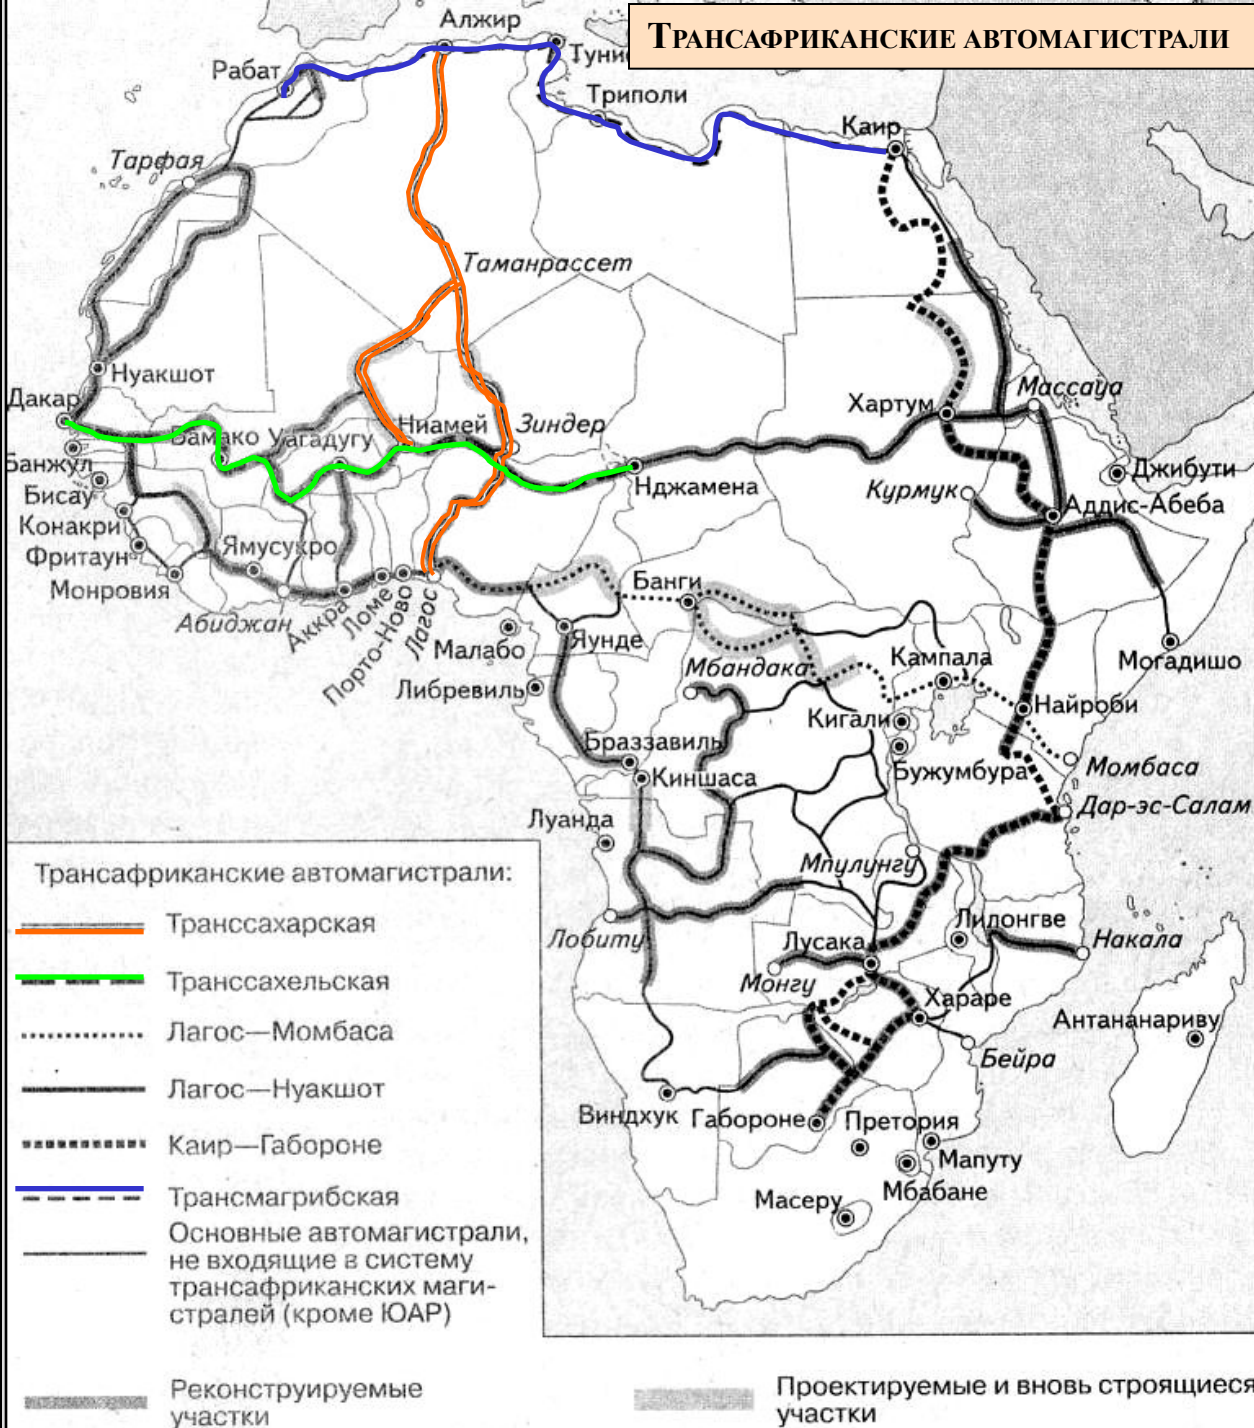 ТРАНСАФРИКАНСКИЕ АВТОМАГИСТРАЛИ
Алжир
Тунис
Рабат
Триполи
Каир
Тарфая
Таманрассет
Нуакшот
Дакар
Массауа
Хартум
Бамако
Уагадугу
Ниамей
Зиндер
Банжул
Нджамена
Курмук
Джибути
Бисау
Аддис-Абеба
Конакри
Фритаун
Ямусукро
Монровия
Абиджан
Аккра
Ломе
Порто-Ново
Лагос
Банги
Малабо
Яунде
Мбандака
Кампала
Могадишо
Либревиль
Кигали
Найроби
Браззавиль
Киншаса
Бужумбура
Момбаса
Дар-эс-Салам
Луанда
Мпилунгу
Лобиту
Лусака
Лилонгве
Накала
Монгу
Хараре
Антананариву
Бейра
Виндхук
Габороне
Претория
Мапуту
Мбабане
Масеру
Трансафриканские автомагистрали:
Транссахарская
Транссахельская
Лагос—Момбаса
Лагос—Нуакшот
Каир—Габороне
Трансмагрибская
Основные автомагистрали,
не входящие в систему
трансафриканских маги-
стралей (кроме ЮАР)
Реконструируемые
участки
Проектируемые и вновь строящиеся
участки